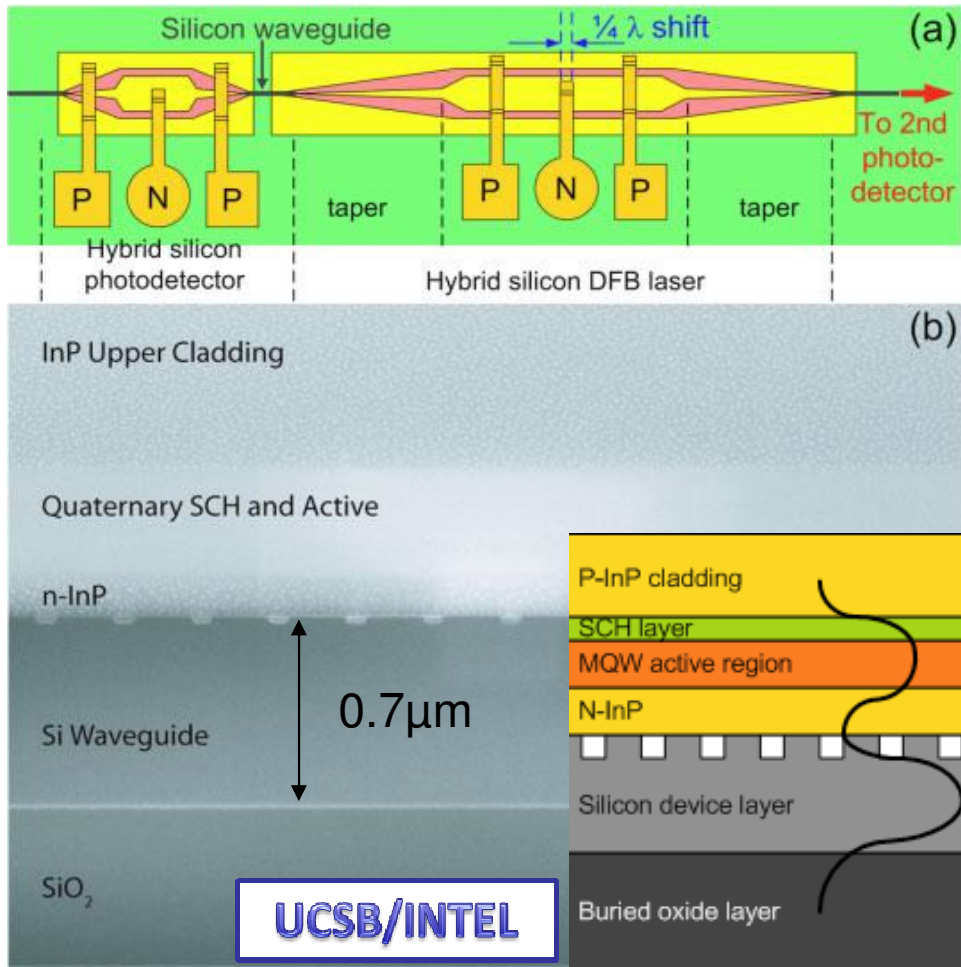 Silicon waveguide
¼ λ shift
(a)
P
N
P
P
N
P
To 2nd
photo-
detector
taper
taper
Hybrid silicon
photodetector
Hybrid silicon DFB laser
(b)
InP Upper Cladding
Quaternary SCH and Active
n-InP
0.7μm
Si Waveguide
SiO₂
UCSB/INTEL
P-InP cladding
SCH layer
MQW active region
N-InP
Silicon device layer
Buried oxide layer